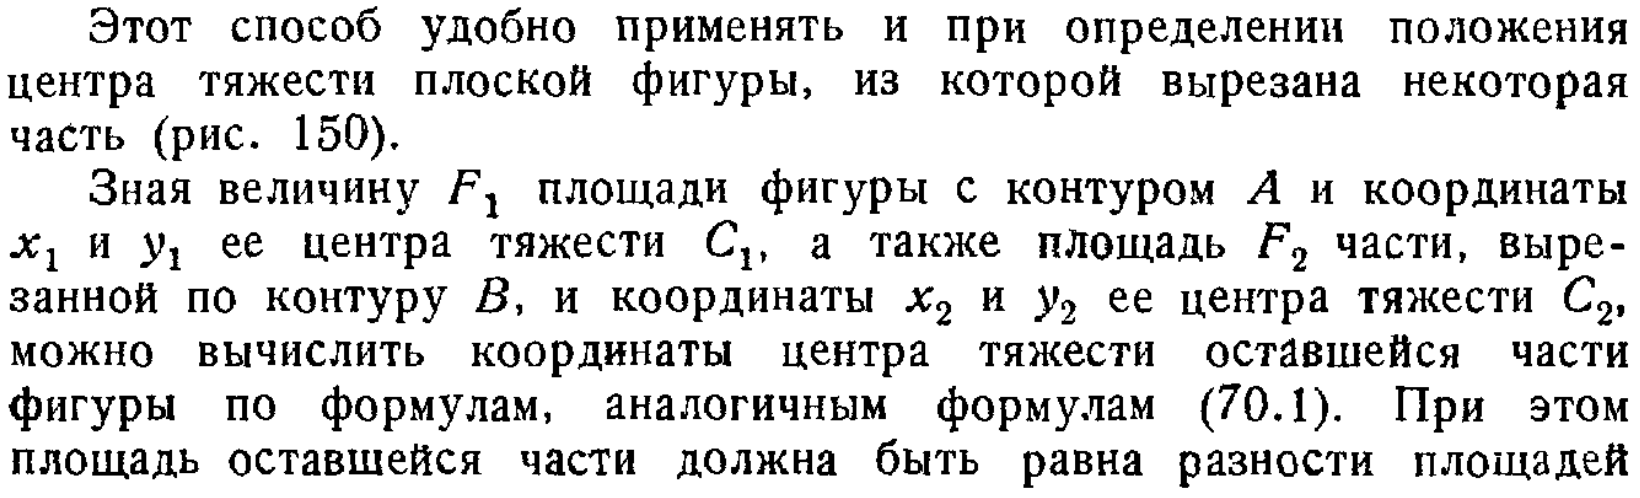 Этот способ удобно применять и при определении положения
центра тяжести плоской фигуры, из которой вырезана некоторая
часть (рис. 150).
Зная величину F₁ площади фигуры с контуром A и координаты
x₁ и y₁ ее центра тяжести C₁, а также площадь F₂ части, выре-
занной по контуру B, и координаты x₂ и y₂ ее центра тяжести C₂,
можно вычислить координаты центра тяжести оставшейся части
фигуры по формулам, аналогичным формулам (70.1). При этом
площадь оставшейся части должна быть равна разности площадей